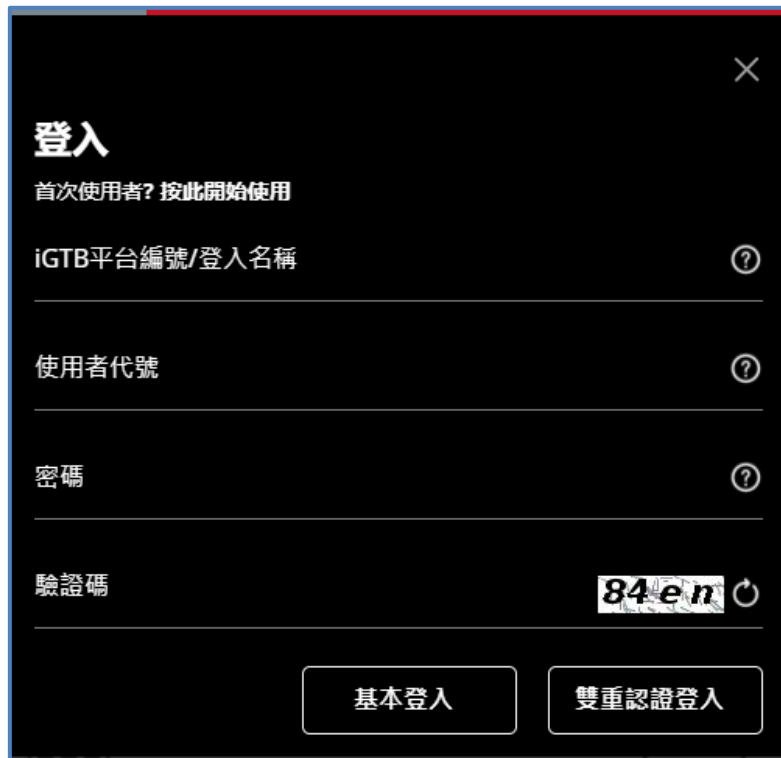 登入
首次使用者? 按此開始使用
iGTB平台編號/登入名稱
使用者代號
密碼
驗證碼 84en
基本登入 雙重認證登入